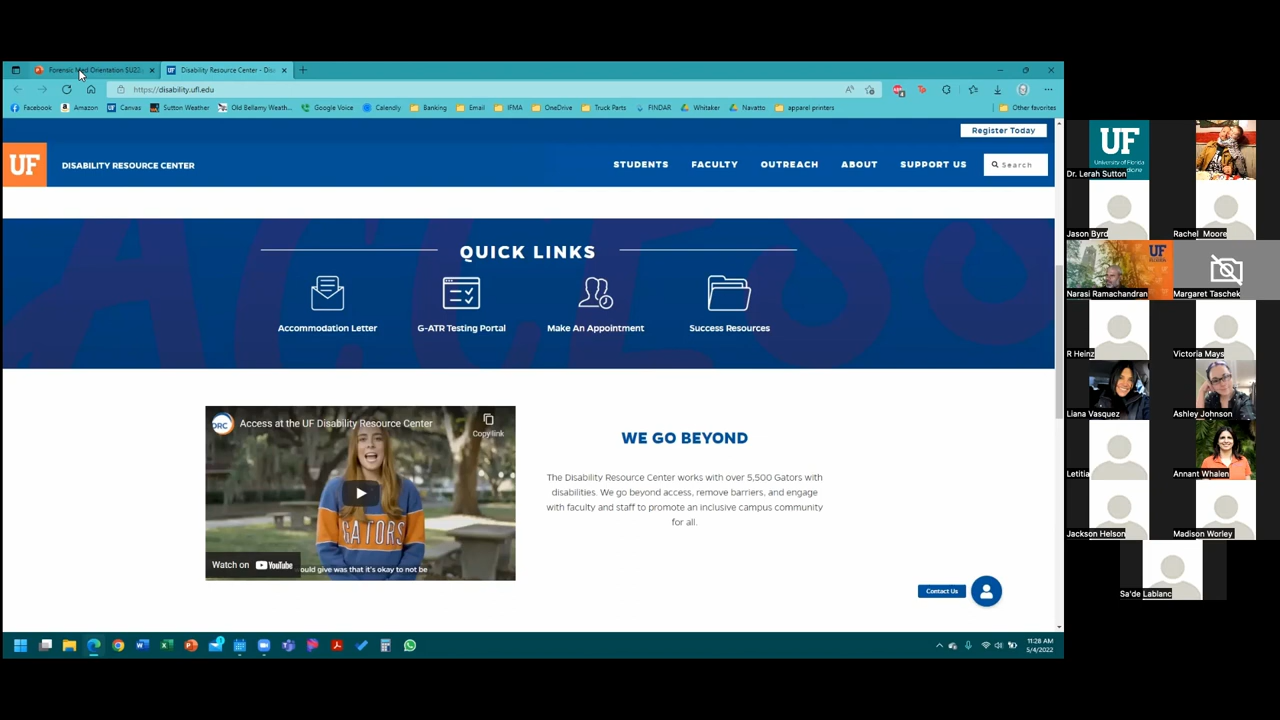 Forensic Med Orientation SU22
Disability Resource Center - Dis
https://disability.ufl.edu
Facebook
Amazon
Canvas
Sutton Weather
Old Bellamy Weath...
Google Voice
Calendly
Banking
Email
IFMA
OneDrive
Truck Parts
FINDAR
Whitaker
Navatto
apparel printers
Other favorites
Register Today
UF
DISABILITY RESOURCE CENTER
STUDENTS
FACULTY
OUTREACH
ABOUT
SUPPORT US
Search
QUICK LINKS
Accommodation Letter
G-ATR Testing Portal
Make An Appointment
Success Resources
DRC
Access at the UF Disability Resource Center
Copy link
GATORS
Watch on YouTube
ould give was that it's okay to not be
WE GO BEYOND
The Disability Resource Center works with over 5,500 Gators with
disabilities. We go beyond access, remove barriers, and engage
with faculty and staff to promote an inclusive campus community
for all.
Contact Us
11:28 AM
5/4/2022
UF
University of Florida
Dr. Lerah Sutton
Jason Byrd
Rachel Moore
UF
Narasi Ramachandran
Margaret Taschek
R Heinz
Victoria Mays
Liana Vasquez
Ashley Johnson
Letitia
Annant Whalen
Jackson Helson
Madison Worley
Sa'de Lablanc